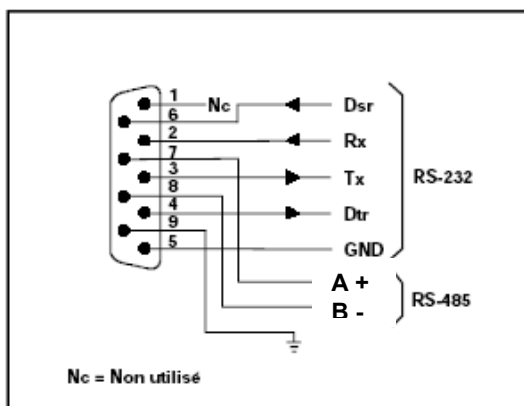 1 Nc Dsr
6
2 Rx
7
3 Tx RS-232
8
4 Dtr
9
5 GND
A +
RS-485
B -
Nc = Non utilisé